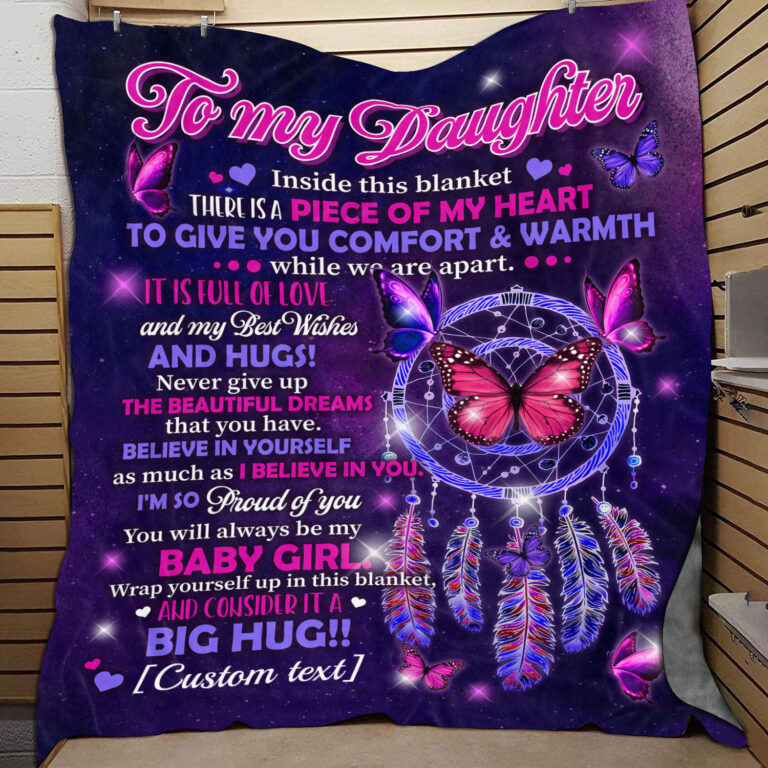 To my Daughter
Inside this blanket
THERE IS A PIECE OF MY HEART
TO GIVE YOU COMFORT & WARMTH
while we are apart.
IT IS FULL OF LOVE
and my Best Wishes
AND HUGS!
Never give up
THE BEAUTIFUL DREAMS
that you have.
BELIEVE IN YOURSELF
as much as I BELIEVE IN YOU.
I'M SO Proud of you
You will always be my
BABY GIRL.
Wrap yourself up in this blanket,
AND CONSIDER IT A
BIG HUG!!
[Custom text]